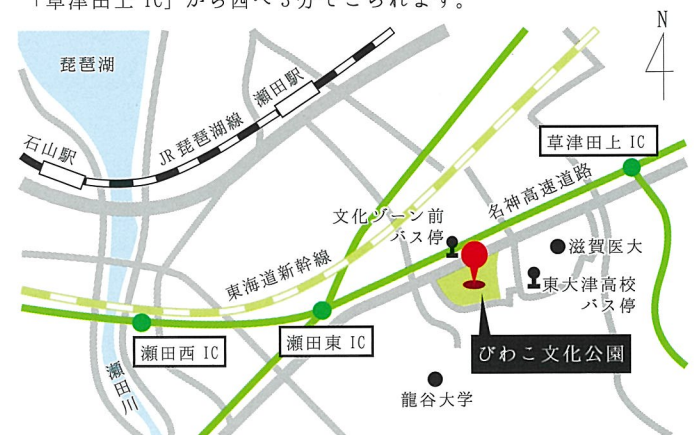 「草津田上 IC」から西へ3分でこられます。
N
琵琶湖
瀬田駅
JR 琵琶湖線
石山駅
草津田上 IC
名神高速道路
文化ゾーン前
バス停
滋賀医大
東海道新幹線
東大津高校
バス停
瀬田西 IC
瀬田東 IC
びわこ文化公園
瀬田川
龍谷大学